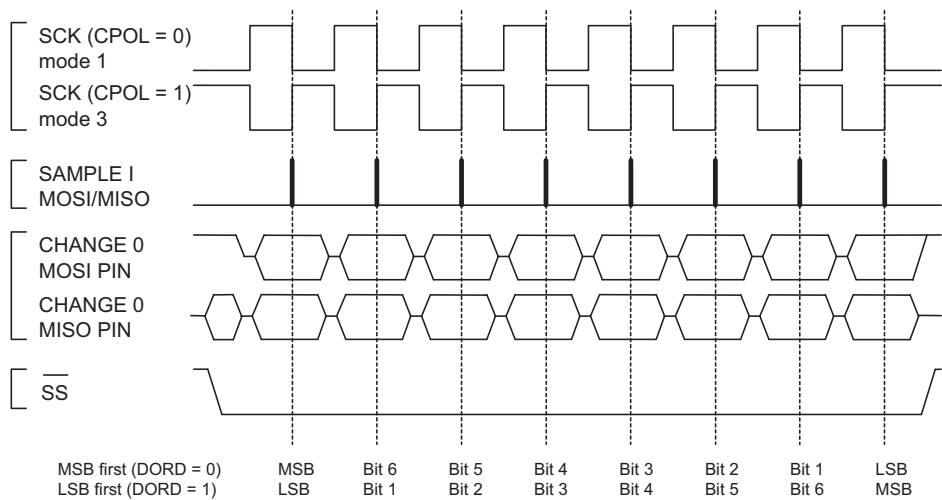 SCK (CPOL = 0)
mode 1
SCK (CPOL = 1)
mode 3
SAMPLE I
MOSI/MISO
CHANGE 0
MOSI PIN
CHANGE 0
MISO PIN
SS
MSB first (DORD = 0) MSB Bit 6 Bit 5 Bit 4 Bit 3 Bit 2 Bit 1 LSB
LSB first (DORD = 1) LSB Bit 1 Bit 2 Bit 3 Bit 4 Bit 5 Bit 6 MSB